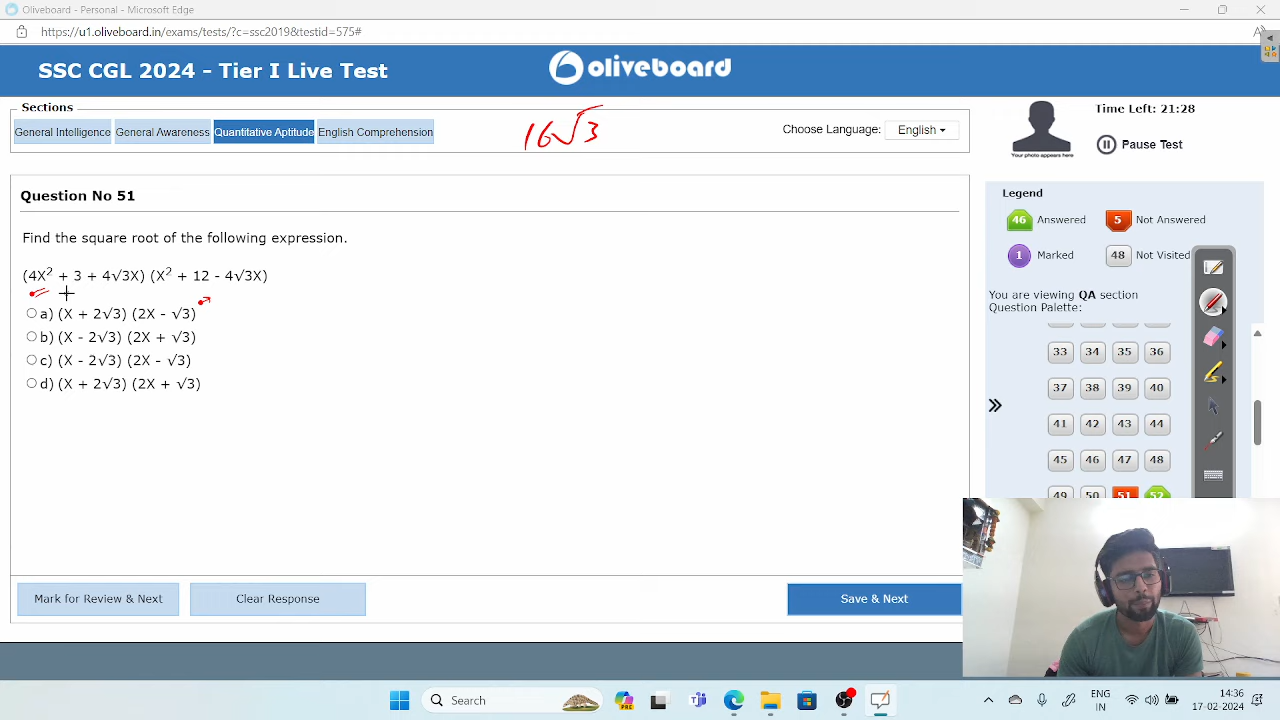 Oliveboard - Personal - Microsoft Edge
https://u1.oliveboard.in/exams/tests/?c=ssc2019&testid=575#
SSC CGL 2024 - Tier I Live Test
oliveboard
Sections
General Intelligence
General Awareness
Quantitative Aptitude
English Comprehension
16√3
Choose Language:
English
Your photo appears here
Time Left: 21:28
Pause Test
Question No 51
Find the square root of the following expression.
(4X² + 3 + 4√3X) (X² + 12 - 4√3X)
a) (X + 2√3) (2X - √3)
b) (X - 2√3) (2X + √3)
c) (X - 2√3) (2X - √3)
d) (X + 2√3) (2X + √3)
Legend
46 Answered
5 Not Answered
1 Marked
48 Not Visited
You are viewing QA section
Question Palette:
33 34 35 36
37 38 39 40
41 42 43 44
45 46 47 48
49 50 51 52
Mark for Review & Next
Clear Response
Save & Next
Search
PRE
ENG
IN
14:36
17-02-2024